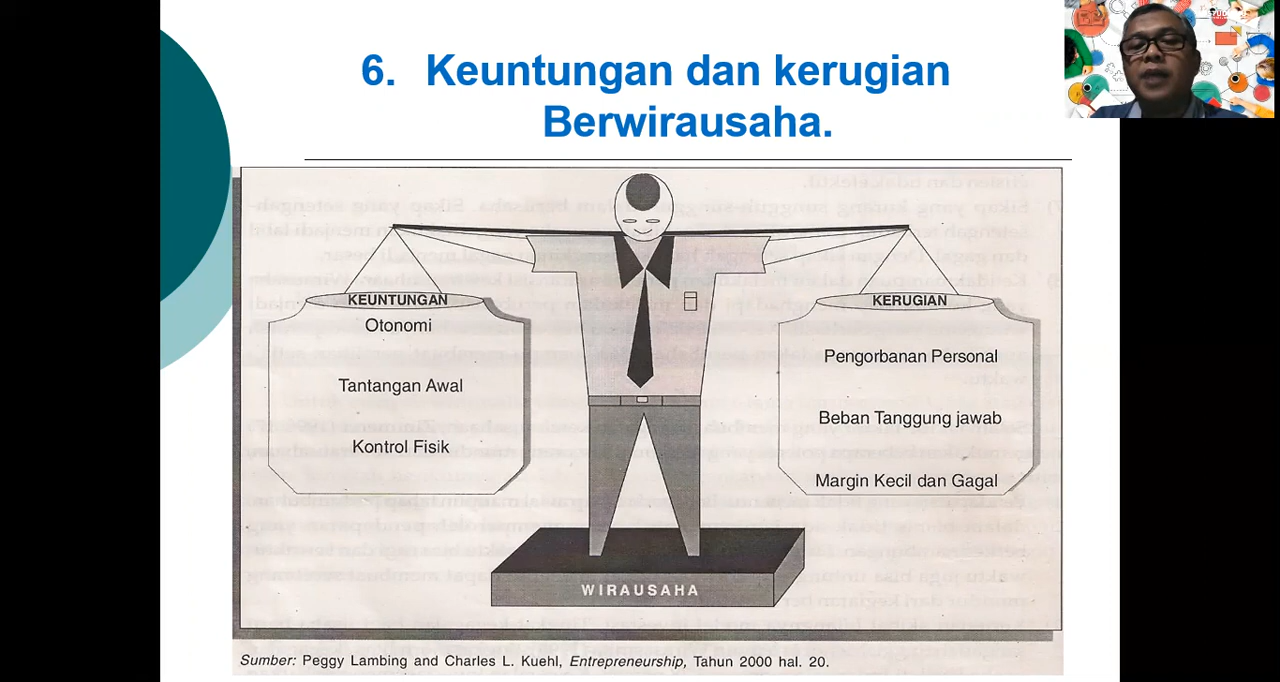 6. Keuntungan dan kerugian
Berwirausaha.
KEUNTUNGAN
Otonomi
Tantangan Awal
Kontrol Fisik
KERUGIAN
Pengorbanan Personal
Beban Tanggung jawab
Margin Kecil dan Gagal
WIRAUSAHA
Sumber: Peggy Lambing and Charles L. Kuehl, Entrepreneurship, Tahun 2000 hal. 20.